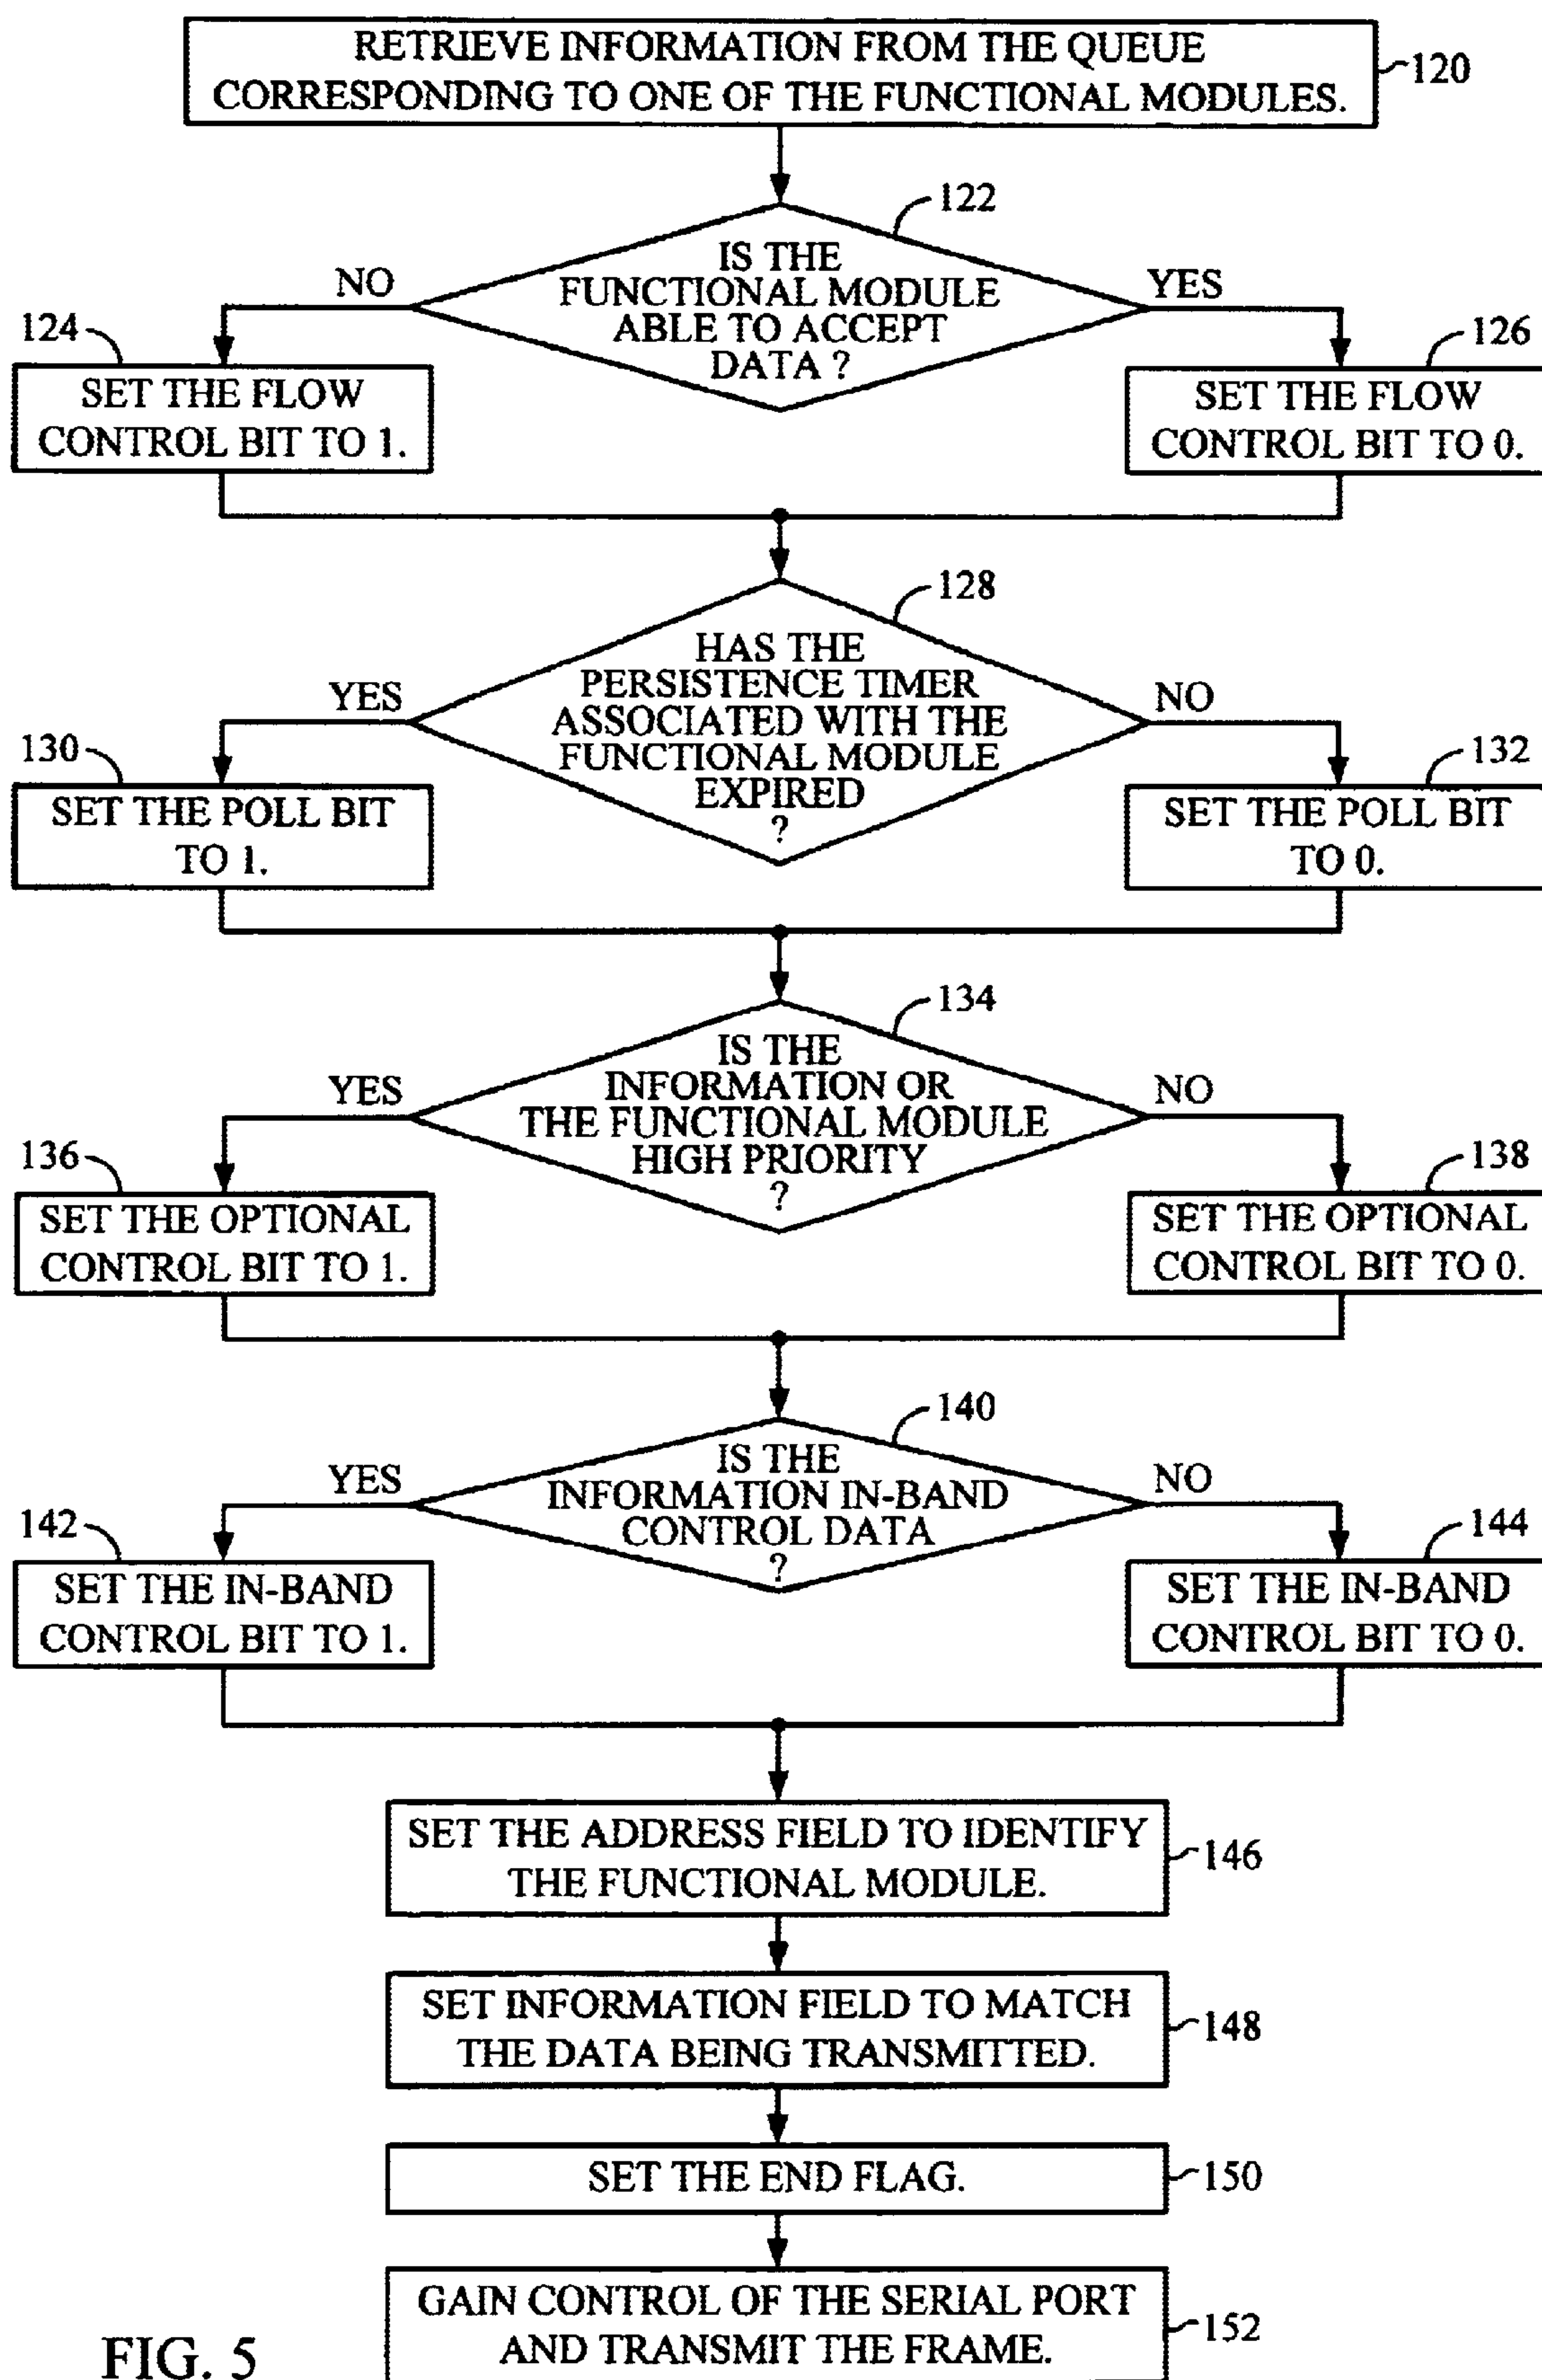 RETRIEVE INFORMATION FROM THE QUEUE
CORRESPONDING TO ONE OF THE FUNCTIONAL MODULES.
120
122
IS THE
FUNCTIONAL MODULE
ABLE TO ACCEPT
DATA ?
NO
YES
124
SET THE FLOW
CONTROL BIT TO 1.
126
SET THE FLOW
CONTROL BIT TO 0.
128
HAS THE
PERSISTENCE TIMER
ASSOCIATED WITH THE
FUNCTIONAL MODULE
EXPIRED
?
YES
NO
130
SET THE POLL BIT
TO 1.
132
SET THE POLL BIT
TO 0.
134
IS THE
INFORMATION OR
THE FUNCTIONAL MODULE
HIGH PRIORITY
?
YES
NO
136
SET THE OPTIONAL
CONTROL BIT TO 1.
138
SET THE OPTIONAL
CONTROL BIT TO 0.
140
IS THE
INFORMATION IN-BAND
CONTROL DATA
?
YES
NO
142
SET THE IN-BAND
CONTROL BIT TO 1.
144
SET THE IN-BAND
CONTROL BIT TO 0.
SET THE ADDRESS FIELD TO IDENTIFY
THE FUNCTIONAL MODULE.
146
SET INFORMATION FIELD TO MATCH
THE DATA BEING TRANSMITTED.
148
SET THE END FLAG.
150
GAIN CONTROL OF THE SERIAL PORT
AND TRANSMIT THE FRAME.
152
FIG. 5